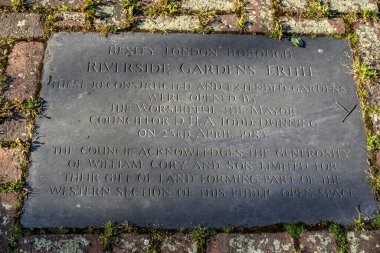 BEXLEY LONDON BOROUGH
RIVERSIDE GARDENS ERITH
THESE RECONSTRUCTED AND EXTENDED GARDENS
WERE OPENED BY
THE WORSHIPFUL THE MAYOR
COUNCILLOR D.H.A. TODD DUNNING
ON 23RD APRIL 1983
THE COUNCIL ACKNOWLEDGES THE GENEROSITY
OF WILLIAM CORY AND SON LIMITED FOR
THEIR GIFT OF LAND FORMING PART OF THE
WESTERN SECTION OF THIS PUBLIC OPEN SPACE